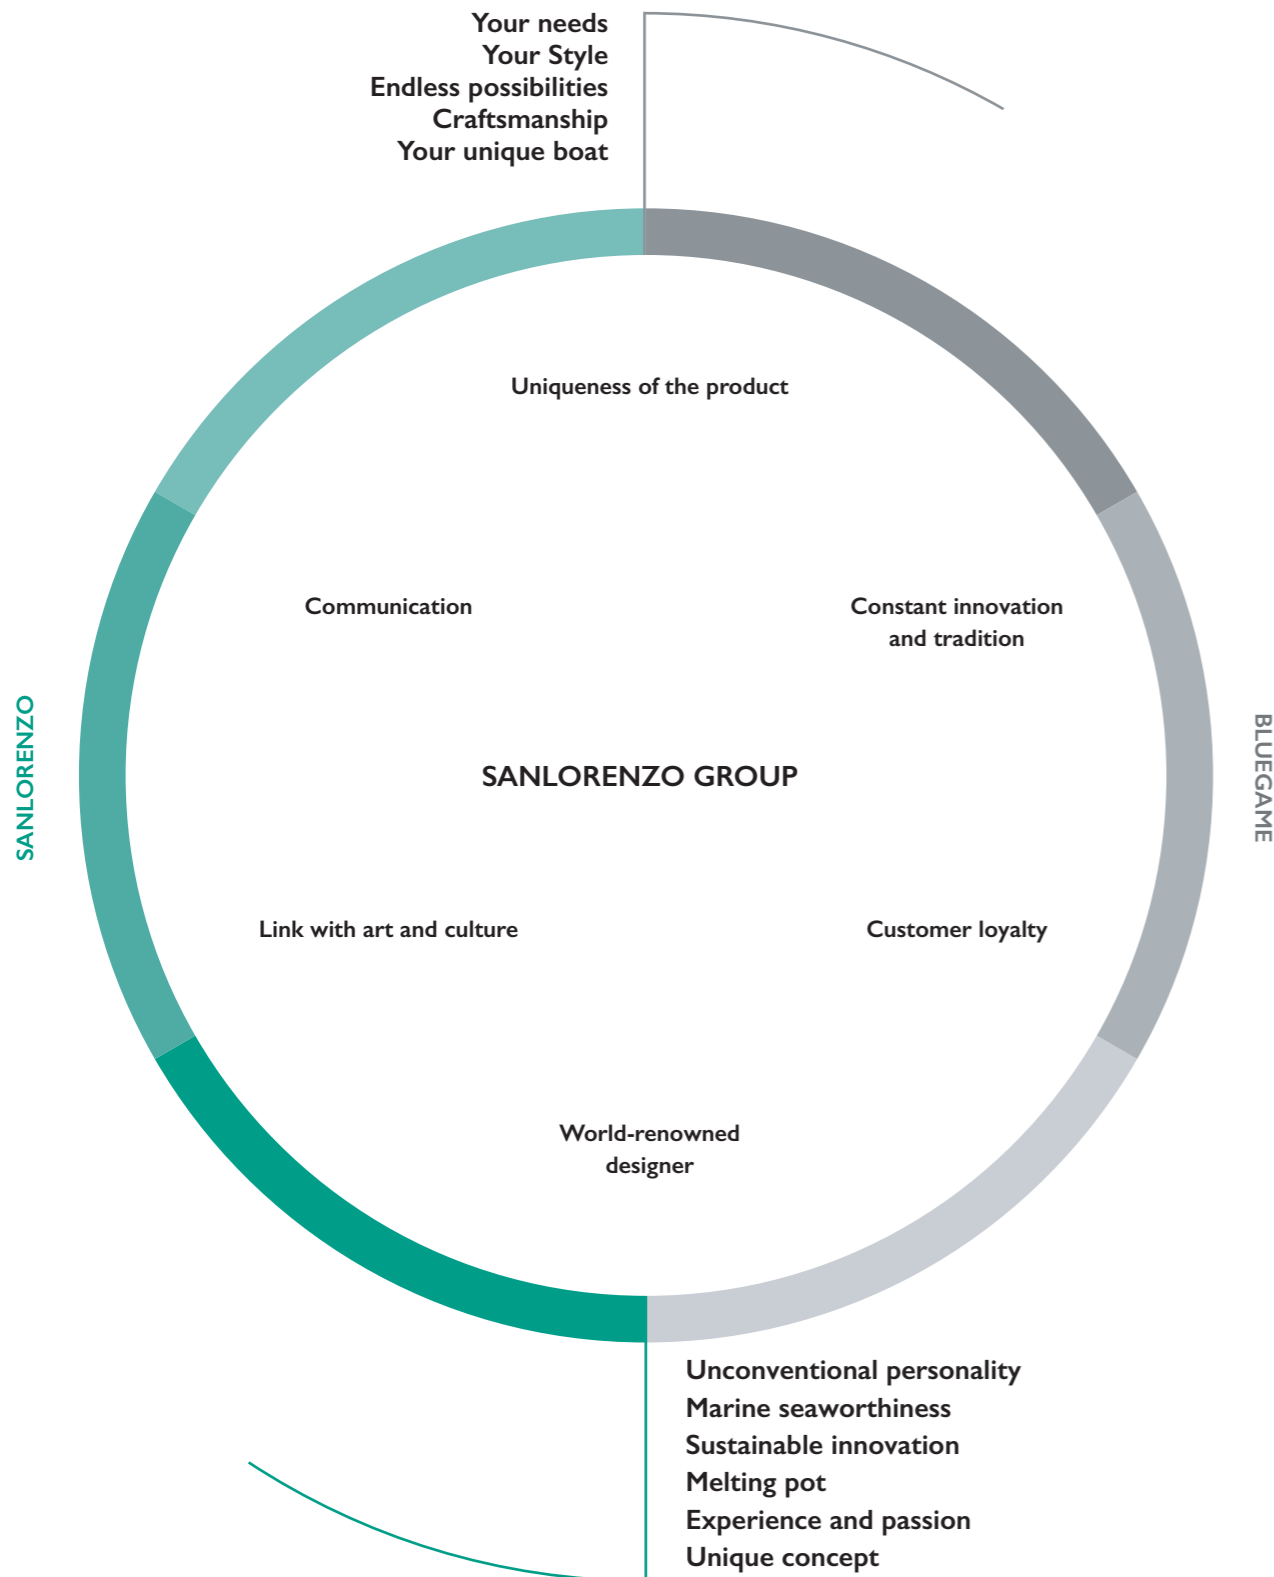 Your needs
Your Style
Endless possibilities
Craftsmanship
Your unique boat
Uniqueness of the product
Communication
Constant innovation
and tradition
SANLORENZO
SANLORENZO GROUP
BLUEGAME
Link with art and culture
Customer loyalty
World-renowned
designer
Unconventional personality
Marine seaworthiness
Sustainable innovation
Melting pot
Experience and passion
Unique concept